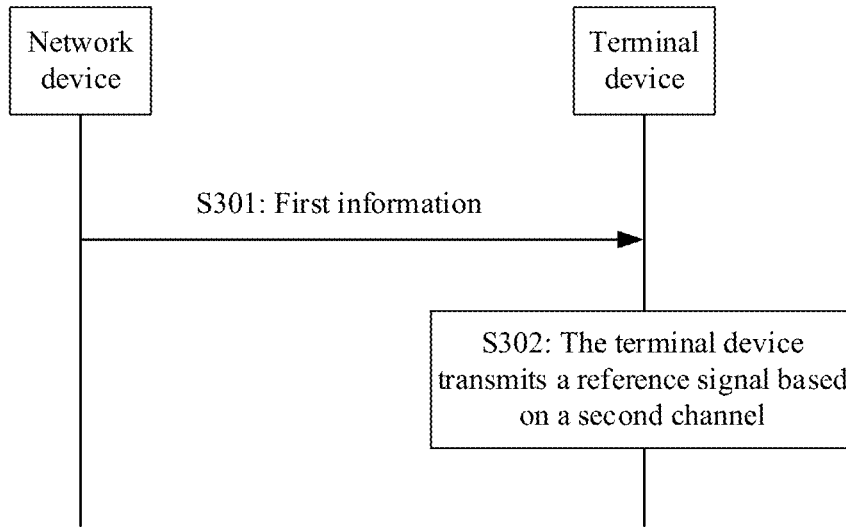 Network
device
Terminal
device
S301: First information
S302: The terminal device
transmits a reference signal based
on a second channel